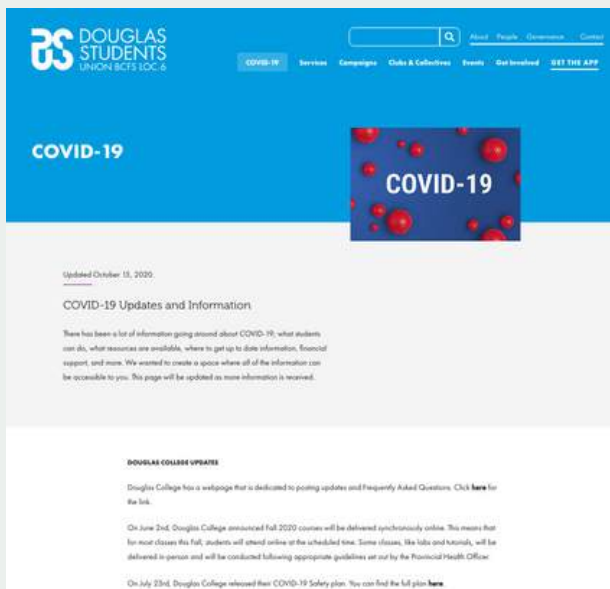 DOUGLAS
STUDENTS
UNION BCFS LOC. 6
About People Governance Contact
COVID-19 Services Campaigns Clubs & Collectives Events Get Involved GET THE APP
COVID-19
COVID-19
Updated October 15, 2020.
COVID-19 Updates and Information
There has been a lot of information going around about COVID-19; what students
can do, what resources are available, where to get up to date information, financial
support, and more. We wanted to create a space where all of the information can
be accessible to you. This page will be updated as more information is received.
DOUGLAS COLLEGE UPDATES
Douglas College has a webpage that is dedicated to posting updates and Frequently Asked Questions. Click here for
the link.
On June 2nd, Douglas College announced Fall 2020 courses will be delivered synchronously online. This means that
for most classes this Fall, students will attend online at the scheduled time. Some classes, like labs and tutorials, will be
delivered in-person and will be conducted following appropriate guidelines set out by the Provincial Health Officer.
On July 23rd, Douglas College released their COVID-19 Safety plan. You can find the full plan here.